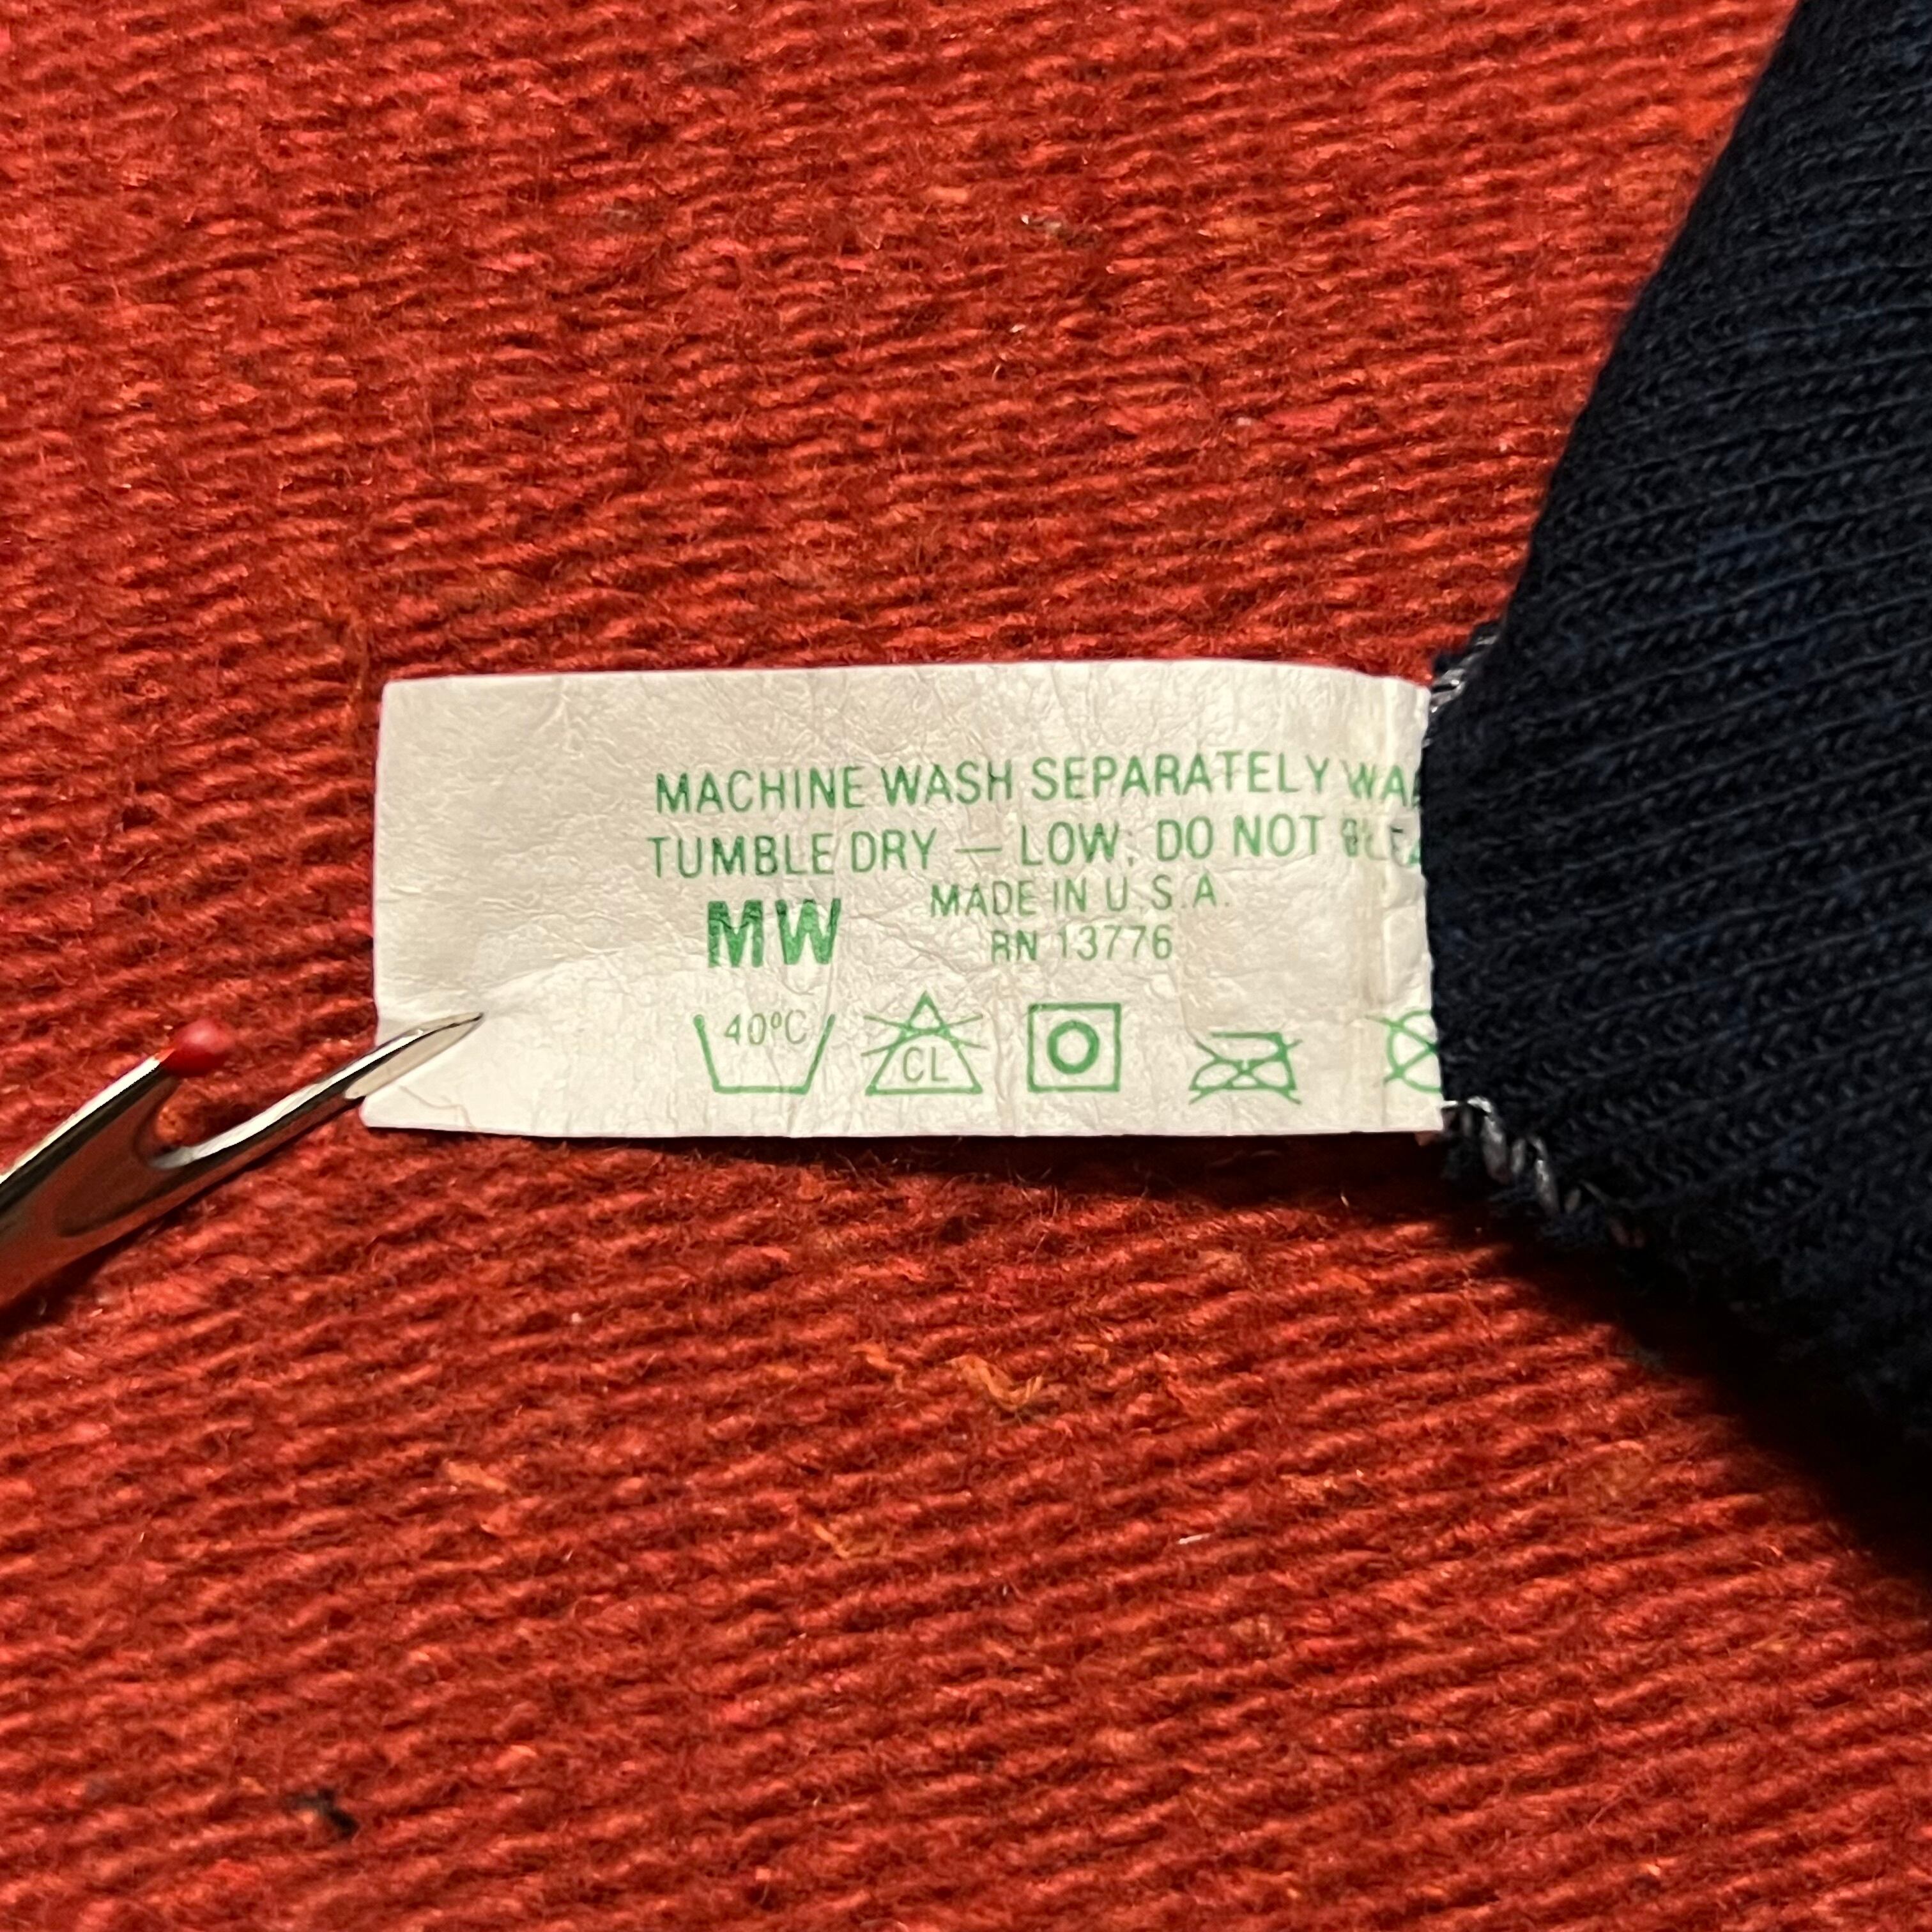 MACHINE WASH SEPARATELY
TUMBLE DRY — LOW; DO NOT
MW
MADE IN U.S.A.
RN 13776
40°C
CL